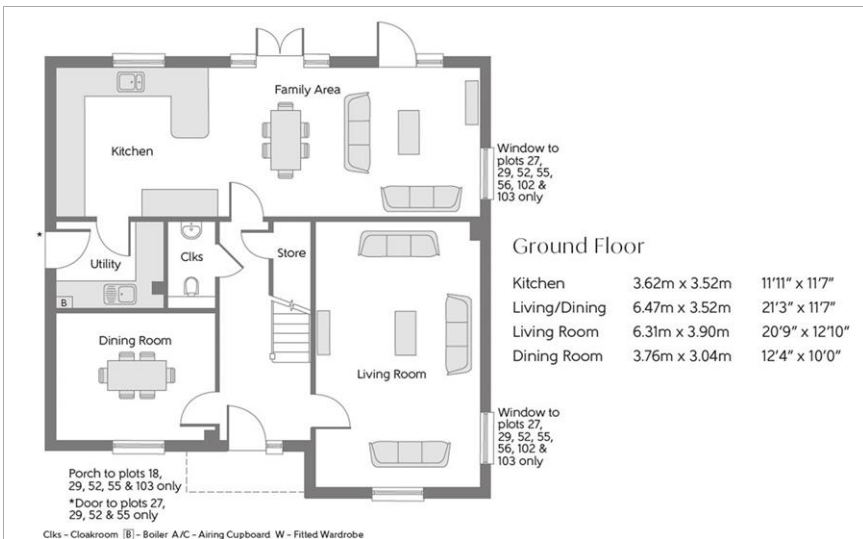 Family Area
Kitchen
Window to
plots 27,
29, 52, 55,
56, 102 &
103 only
*
Utility
Clks
Store
B
Ground Floor
Kitchen 3.62m x 3.52m 11'11" x 11'7"
Living/Dining 6.47m x 3.52m 21'3" x 11'7"
Living Room 6.31m x 3.90m 20'9" x 12'10"
Dining Room 3.76m x 3.04m 12'4" x 10'0"
Dining Room
Living Room
Window to
plots 27,
29, 52, 55,
56, 102 &
103 only
Porch to plots 18,
29, 52, 55 & 103 only
*Door to plots 27,
29, 52 & 55 only
Clks - Cloakroom B - Boiler A/C - Airing Cupboard W - Fitted Wardrobe